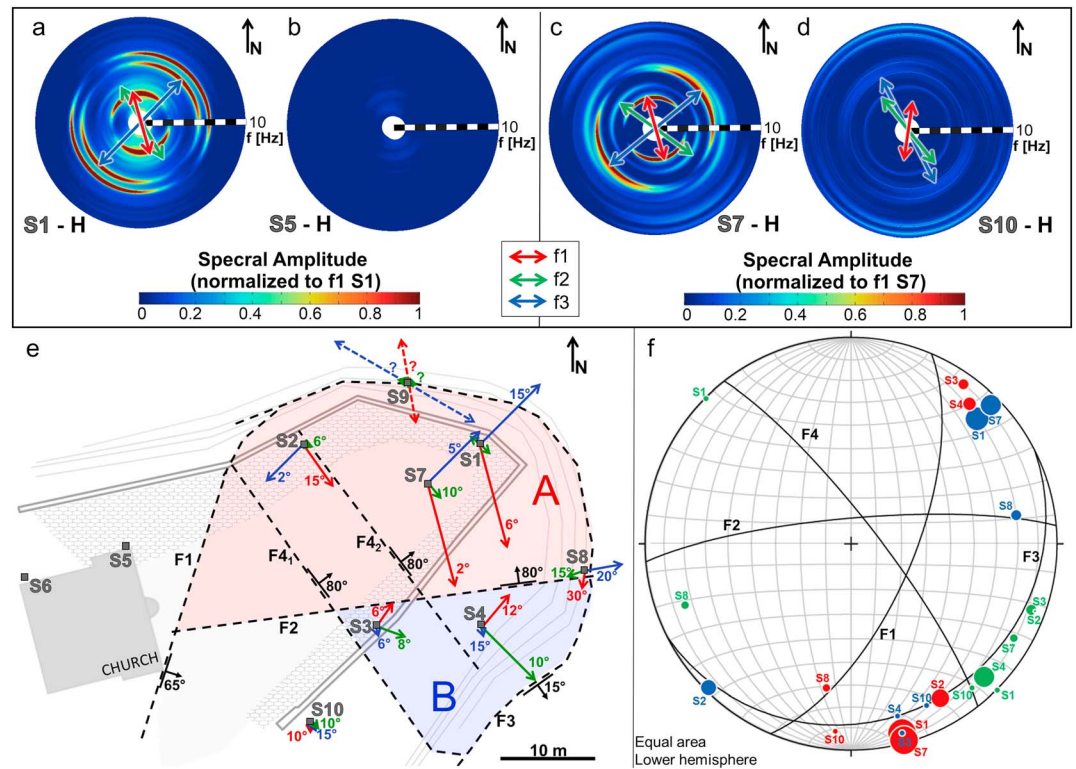 a
N
b
N
c
N
d
N
10
f [Hz]
10
f [Hz]
10
f [Hz]
10
f [Hz]
S1 - H
S5 - H
S7 - H
S10 - H
Specral Amplitude
(normalized to f1 S1)
0 0.2 0.4 0.6 0.8 1
f1
f2
f3
Specral Amplitude
(normalized to f1 S7)
0 0.2 0.4 0.6 0.8 1
e
N
? ?
?
S9
15°
S2
6°
2°
15°
5°
S1
S7
10°
A
6°
S5
S6
F1
F4₁
F4₂
80°
80°
2°
80°
S8
15°
20°
30°
F2
6°
S3
6°
8°
S4
12°
15°
10°
CHURCH
65°
B
15°
F3
S10
10°
10°
15°
10 m
f
S1
S3
S4
S7
S1
F4
F2
S8
F3
S8
S3
S2
F1
S7
S4
S8
S2
S10
S1
S2
S10
S4
S1
S10
S3
S7
Equal area
Lower hemisphere